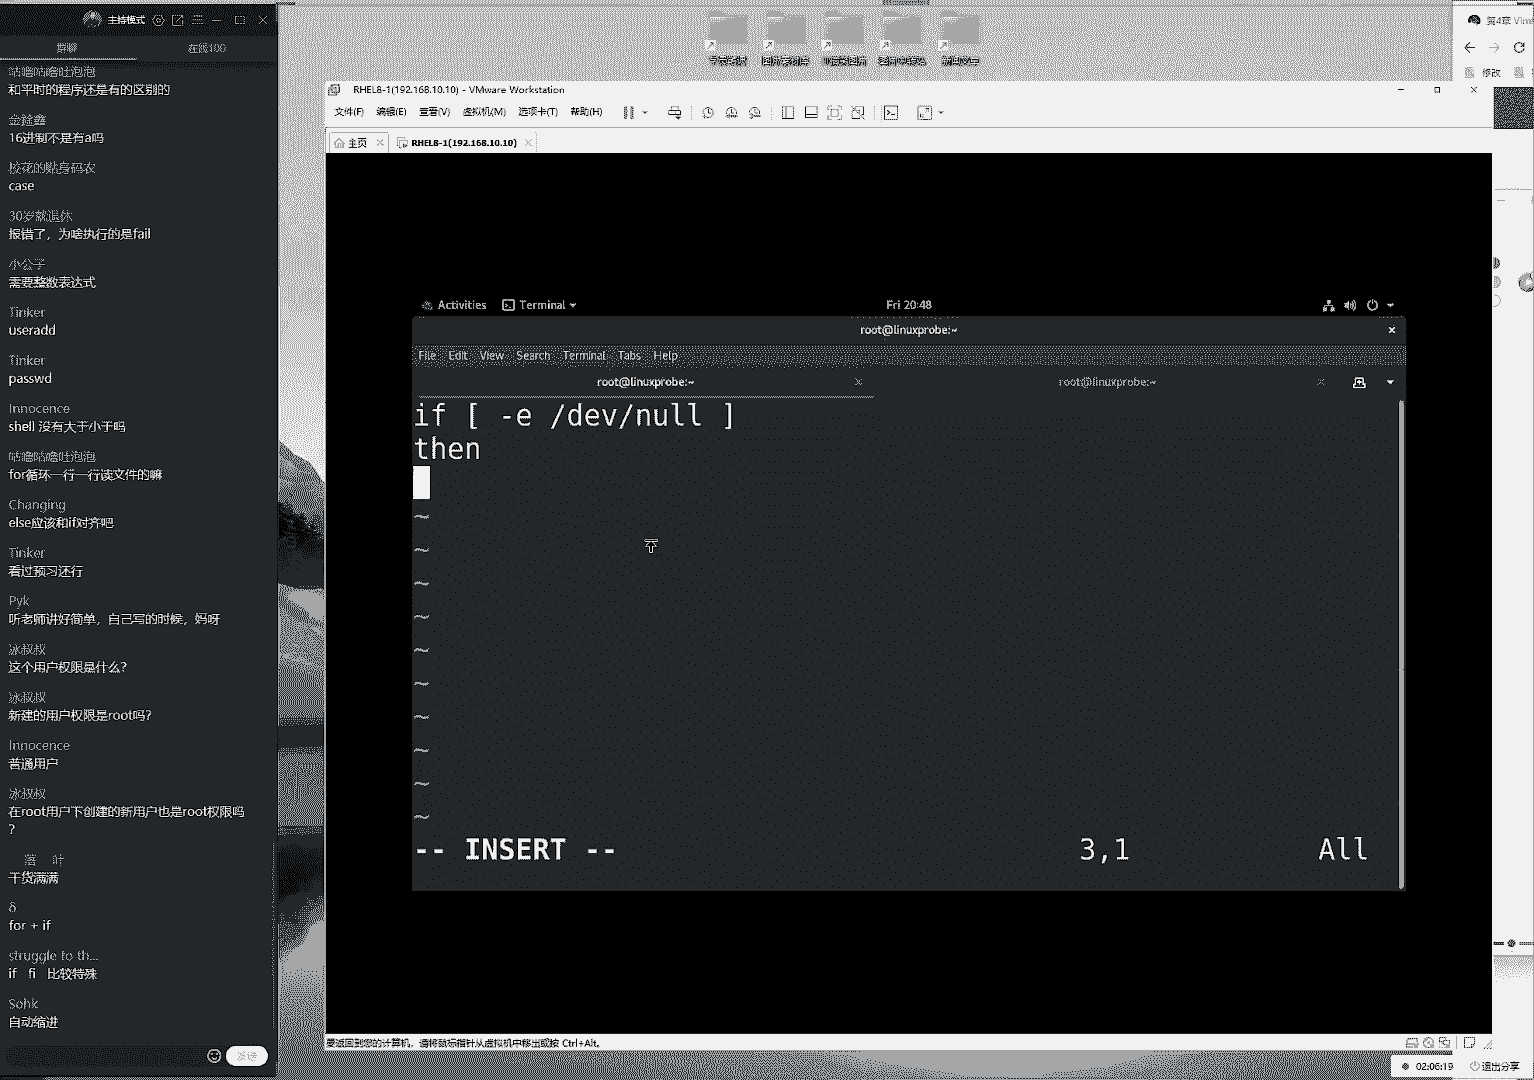 主持模式
群聊
在线100
咕噜咕噜吐泡泡
和平时的程序还是有的区别的
金鎗鑫
16进制不是有a吗
校花的贴身码农
case
30岁就退休
报错了，为啥执行的是fail
小公子
需要整数表达式
Tinker
useradd
Tinker
passwd
Innocence
shell 没有大于小于吗
咕噜咕噜吐泡泡
for循环一行一行读文件的嘛
Changing
else应该和if对齐吧
Tinker
看过预习还行
Pyk
听老师讲好简单，自己写的时候，妈呀
冰叔叔
这个用户权限是什么?
冰叔叔
新建的用户权限是root吗?
Innocence
普通用户
冰叔叔
在root用户下创建的新用户也是root权限吗
?
落 叶
干货满满
δ
for + if
struggle to th...
if fi 比较特殊
Sohk
自动缩进
发送
RHEL8-1(192.168.10.10) - VMware Workstation
文件(F) 编辑(E) 查看(V) 虚拟机(M) 选项卡(T) 帮助(H)
主页
RHEL8-1(192.168.10.10)
Activities Terminal Fri 20:48
root@linuxprobe:~
File Edit View Search Terminal Tabs Help
root@linuxprobe:~ root@linuxprobe:~
if [ -e /dev/null ]
then
~
~
~
~
~
~
~
~
~
~
-- INSERT -- 3,1 All
要返回到您的计算机，请将鼠标指针从虚拟机中移出或按 Ctrl+Alt。
第4章 Vim
修改
02:06:19 退出分享